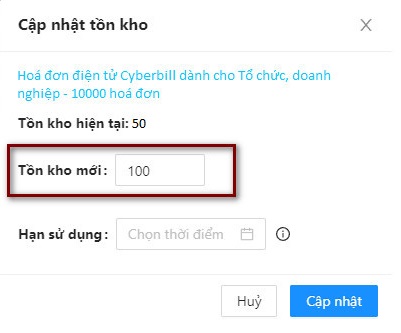 Cập nhật tồn kho
Hoá đơn điện tử Cyberbill dành cho Tổ chức, doanh
nghiệp - 10000 hoá đơn
Tồn kho hiện tại: 50
Tồn kho mới: 100
Hạn sử dụng: Chọn thời điểm
Huỷ Cập nhật